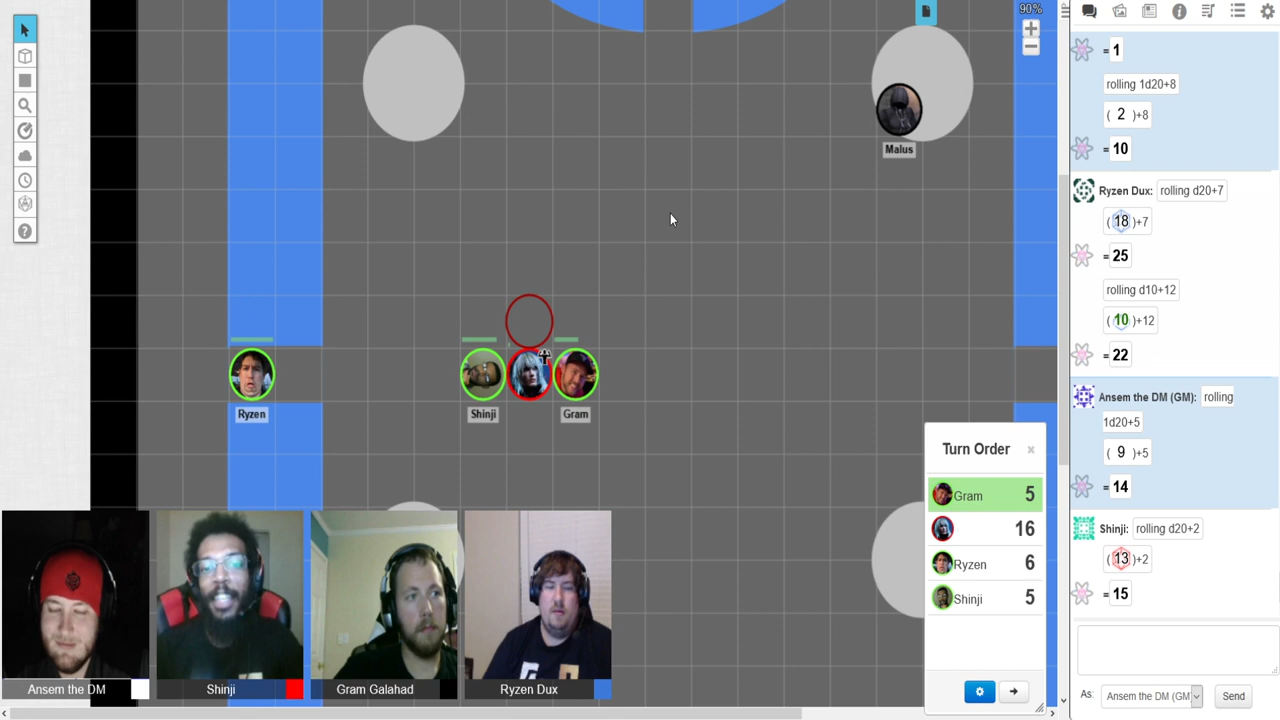 90%
Malus
Ryzen
Shinji
Gram
Turn Order ×
Gram 5
16
Ryzen 6
Shinji 5
Ansem the DM
Shinji
Gram Galahad
Ryzen Dux
= 1
rolling 1d20+8
( 2 )+8
= 10
Ryzen Dux: rolling d20+7
( 18 )+7
= 25
rolling d10+12
( 10 )+12
= 22
Ansem the DM (GM): rolling
1d20+5
( 9 )+5
= 14
Shinji: rolling d20+2
( 13 )+2
= 15
As: Ansem the DM (GM Send